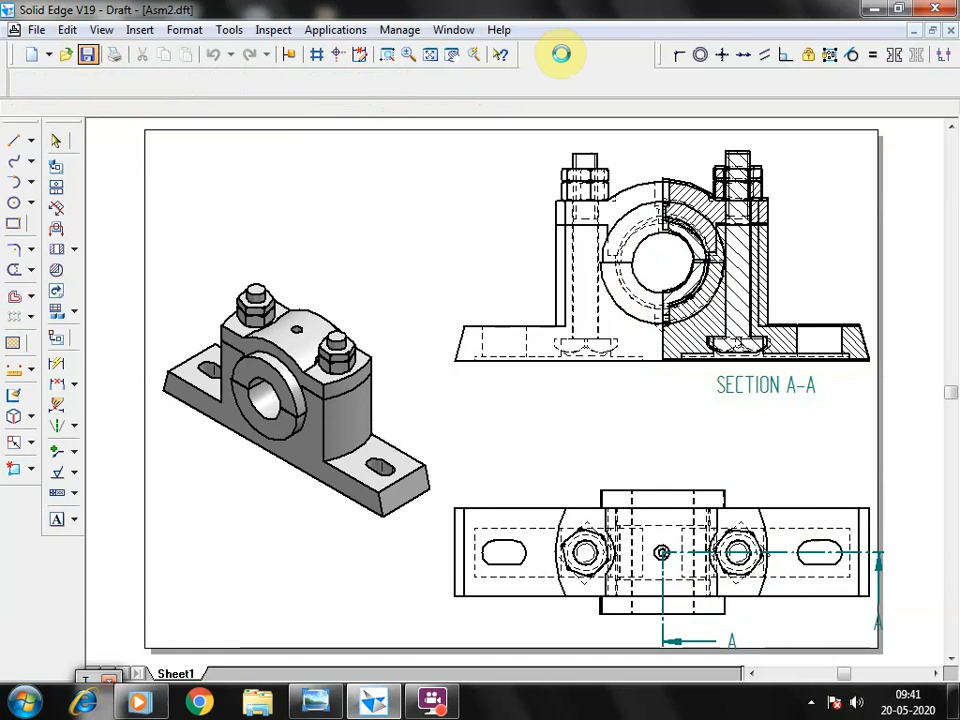 Solid Edge V19 - Draft - [Asm2.dft]
File Edit View Insert Format Tools Inspect Applications Manage Window Help
SECTION A-A
A
A
Sheet1
T
09:41
20-05-2020